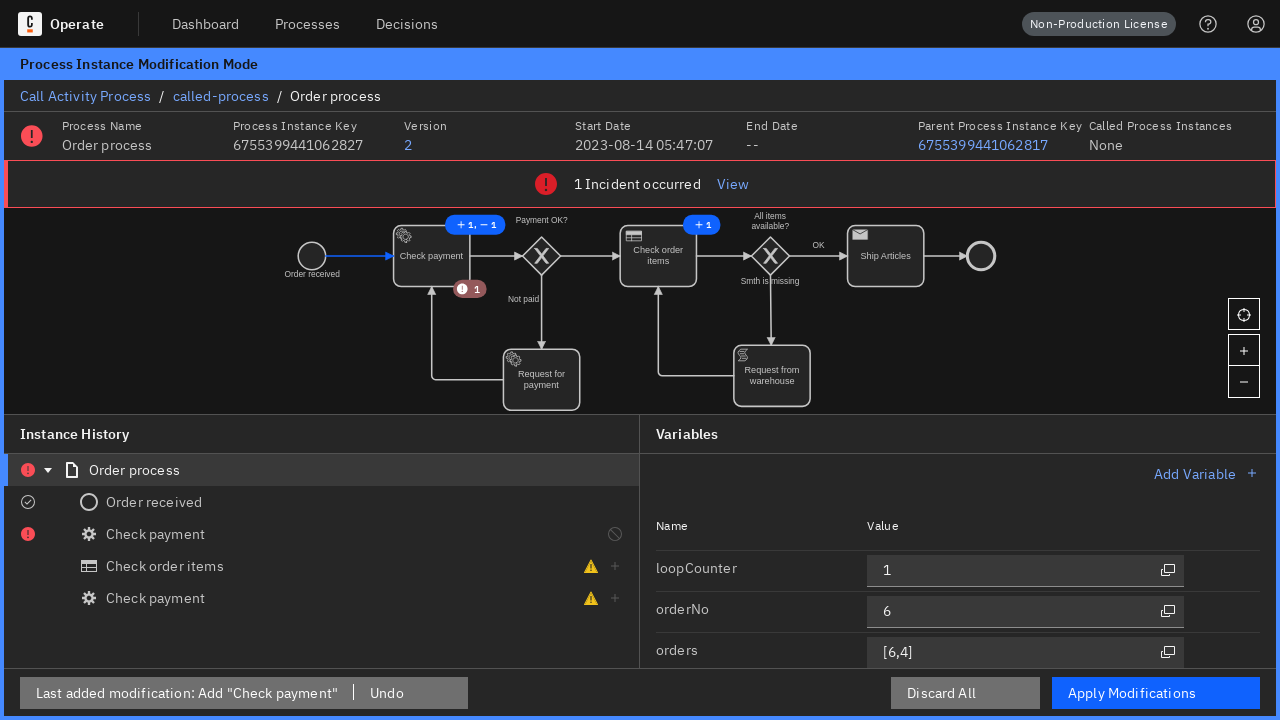 C Operate
Dashboard
Processes
Decisions
Non-Production License
Process Instance Modification Mode
Call Activity Process / called-process / Order process
Process Name
Order process
Process Instance Key
6755399441062827
Version
2
Start Date
2023-08-14 05:47:07
End Date
--
Parent Process Instance Key
6755399441062817
Called Process Instances
None
1 Incident occurred View
Order received
Check payment
+ 1, − 1
1
Payment OK?
Not paid
Request for
payment
Check order
items
+ 1
All items
available?
Smth is missing
OK
Request from
warehouse
Ship Articles
+
−
Instance History
Order process
Order received
Check payment
Check order items
+
Check payment
+
Variables
Add Variable +
Name Value
loopCounter 1
orderNo 6
orders [6,4]
Last added modification: Add "Check payment" Undo
Discard All
Apply Modifications